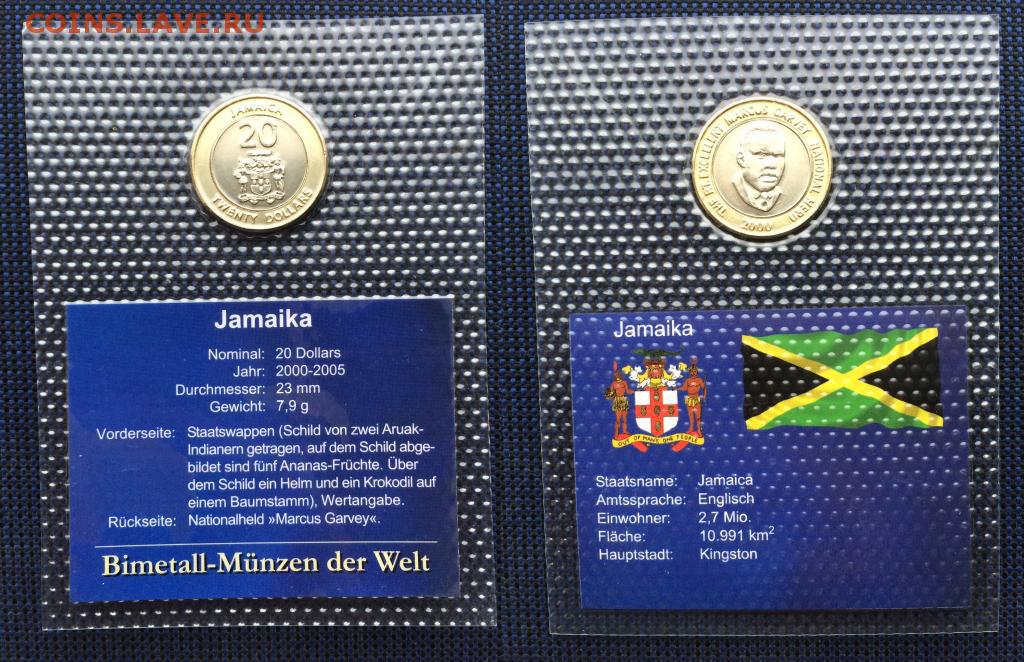 COINS.LAVE.RU
JAMAICA
20
TWENTY DOLLARS
Jamaika
Nominal: 20 Dollars
Jahr: 2000-2005
Durchmesser: 23 mm
Gewicht: 7,9 g
Vorderseite: Staatswappen (Schild von zwei Aruak-
Indianern getragen, auf dem Schild abge-
bildet sind fünf Ananas-Früchte. Über
dem Schild ein Helm und ein Krokodil auf
einem Baumstamm), Wertangabe.
Rückseite: Nationalheld »Marcus Garvey«.
Bimetall-Münzen der Welt
THE Rt. EXCELLENT MARCUS GARVEY NATIONAL HERO
2000
Jamaika
OUT OF MANY ONE PEOPLE
Staatsname: Jamaica
Amtssprache: Englisch
Einwohner: 2,7 Mio.
Fläche: 10.991 km²
Hauptstadt: Kingston